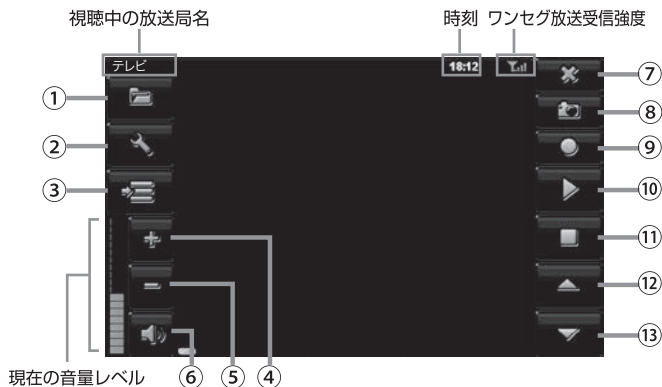 視聴中の放送局名
時刻
ワンセグ放送受信強度
テレビ
18:12
①
②
③
④
⑤
⑥
⑦
⑧
⑨
⑩
⑪
⑫
⑬
現在の音量レベル